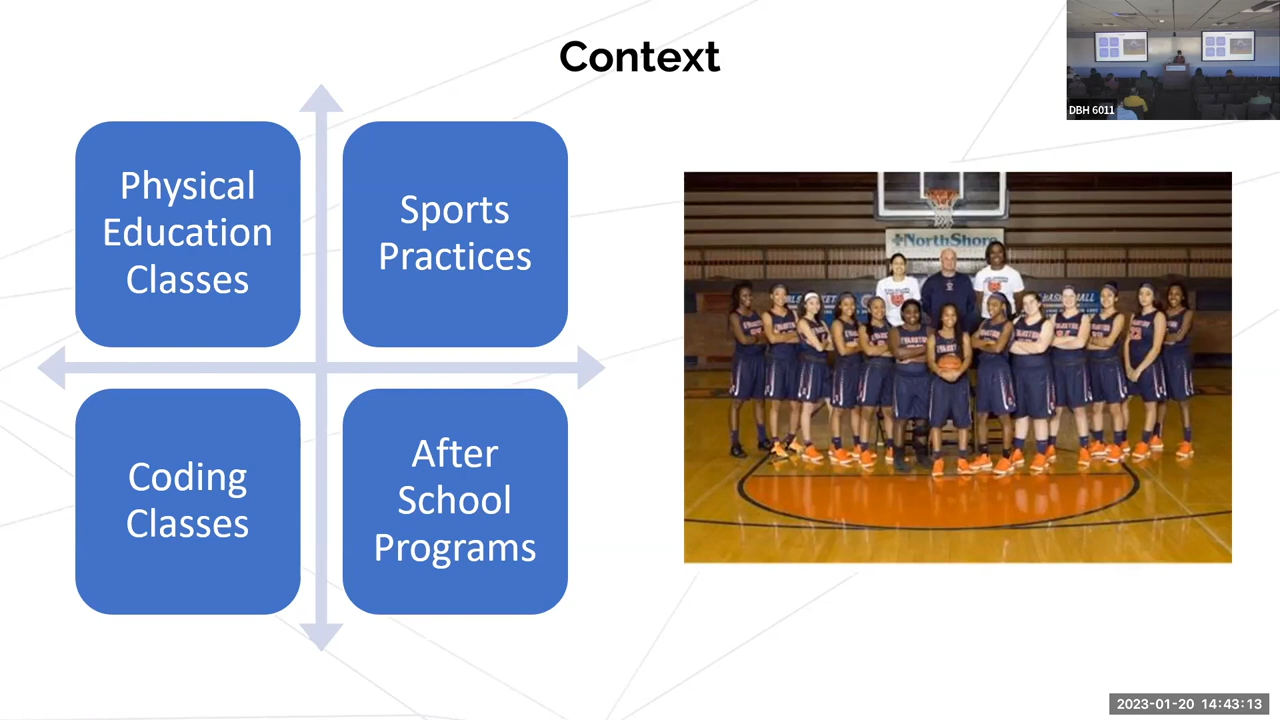 Context
DBH 6011
Physical
Education
Classes
Sports
Practices
Coding
Classes
After
School
Programs
NorthShore
2023-01-20 14:43:13